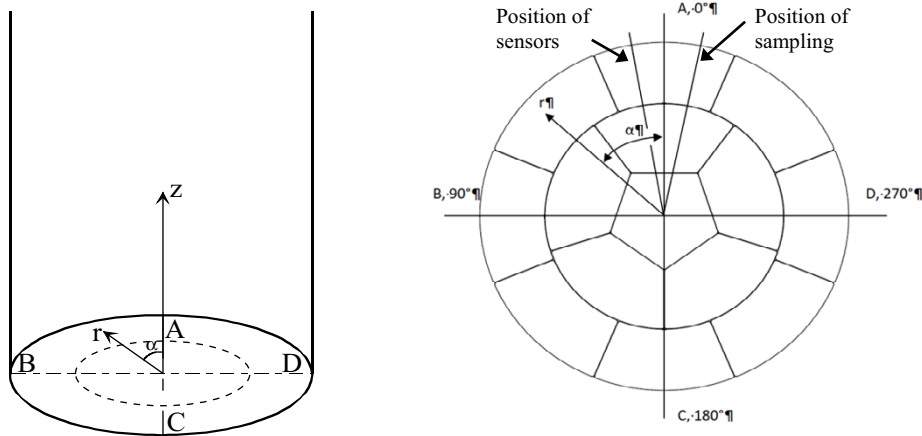 z
r
A
α
B
D
C
Position of
sensors
A,·0°¶
Position of
sampling
r¶
α¶
B,·90°¶
D,·270°¶
C,·180°¶